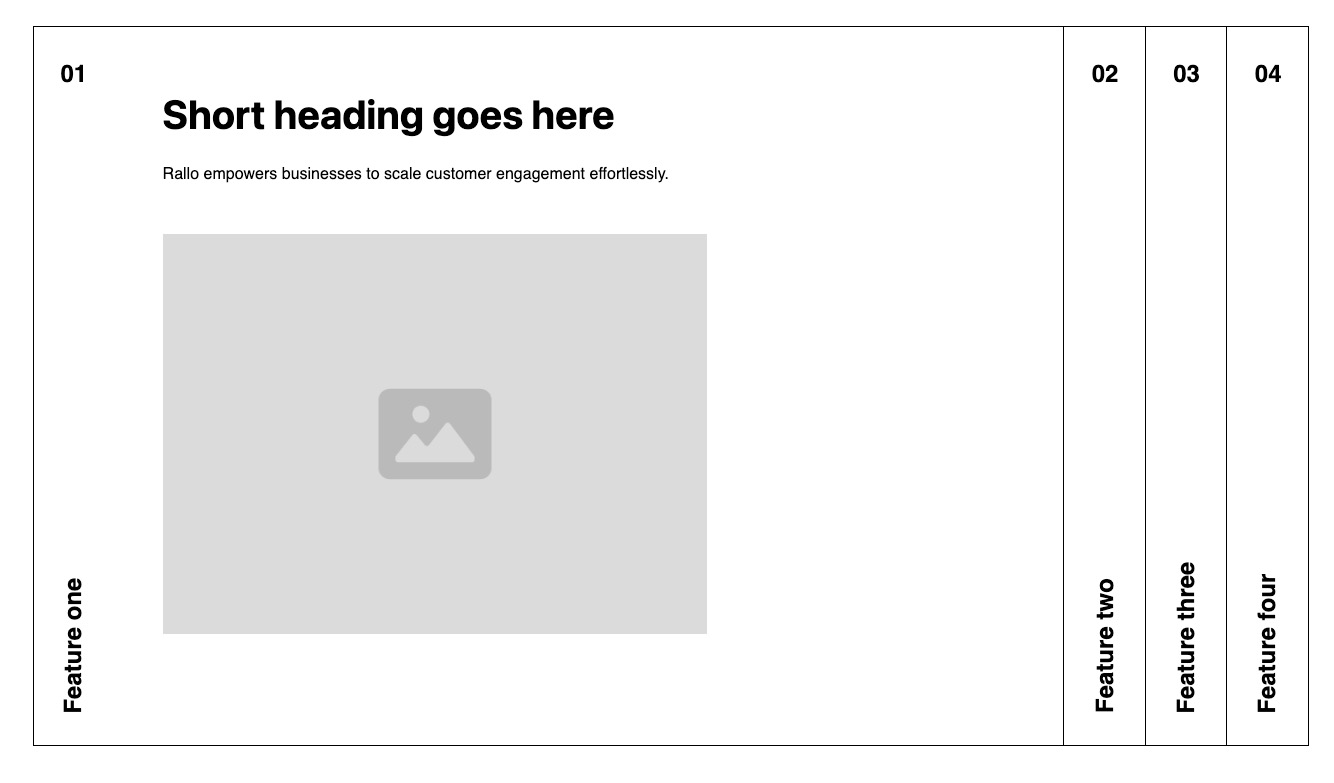 01
Short heading goes here
Rallo empowers businesses to scale customer engagement effortlessly.
Feature one
02
Feature two
03
Feature three
04
Feature four